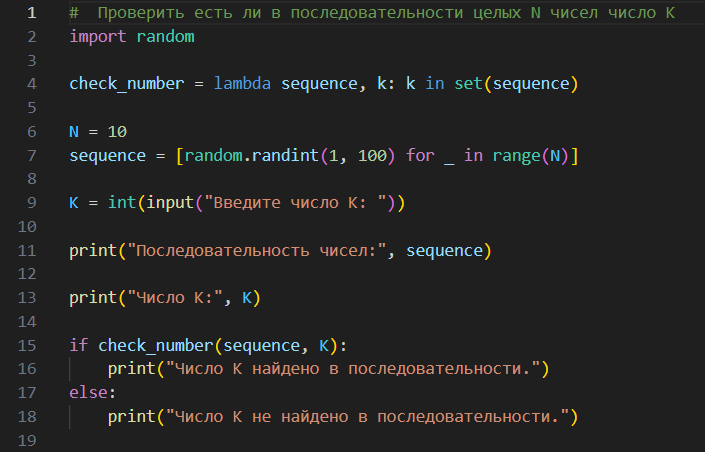 1 # Проверить есть ли в последовательности целых N чисел число K
2 import random
3
4 check_number = lambda sequence, k: k in set(sequence)
5
6 N = 10
7 sequence = [random.randint(1, 100) for _ in range(N)]
8
9 K = int(input("Введите число K: "))
10
11 print("Последовательность чисел:", sequence)
12
13 print("Число K:", K)
14
15 if check_number(sequence, K):
16     print("Число K найдено в последовательности.")
17 else:
18     print("Число K не найдено в последовательности.")
19